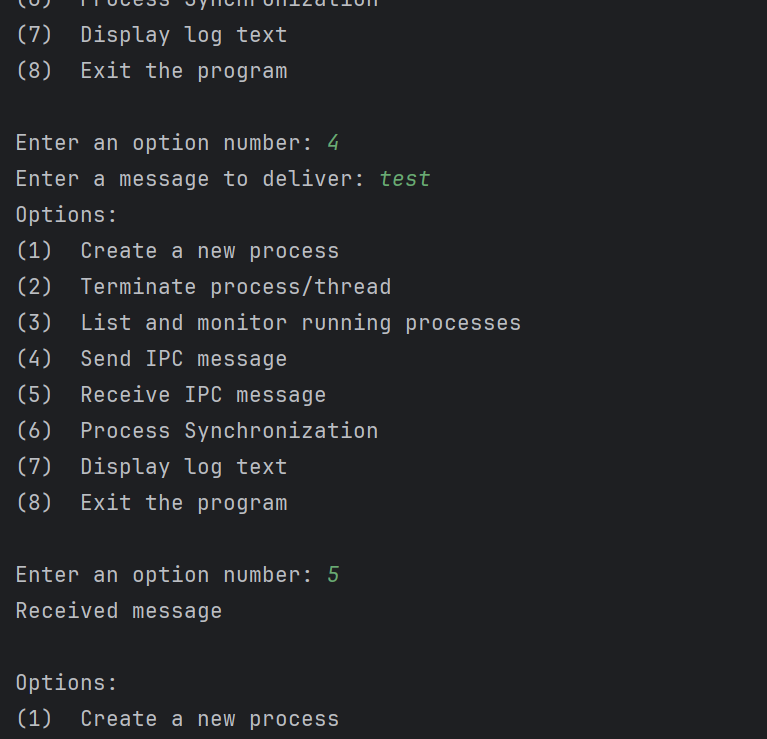 (6)  Process Synchronization
(7)  Display log text
(8)  Exit the program
Enter an option number: 4
Enter a message to deliver: test
Options:
(1)  Create a new process
(2)  Terminate process/thread
(3)  List and monitor running processes
(4)  Send IPC message
(5)  Receive IPC message
(6)  Process Synchronization
(7)  Display log text
(8)  Exit the program
Enter an option number: 5
Received message
Options:
(1)  Create a new process